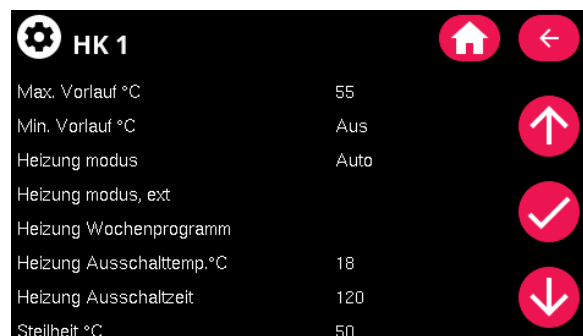 HK 1
Max. Vorlauf °C 55
Min. Vorlauf °C Aus
Heizung modus Auto
Heizung modus, ext
Heizung Wochenprogramm
Heizung Ausschalttemp.°C 18
Heizung Ausschaltzeit 120
Steilheit °C 50